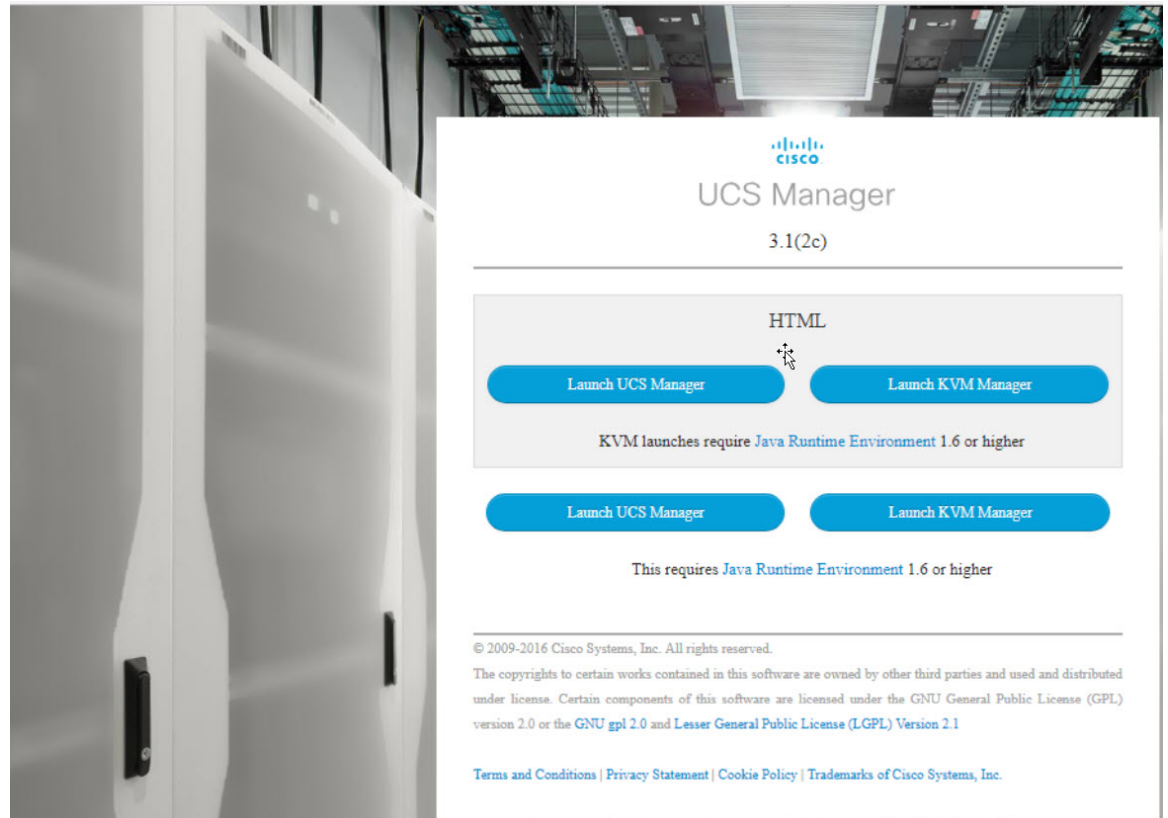 CISCO
UCS Manager
3.1(2c)
HTML
Launch UCS Manager
Launch KVM Manager
KVM launches require Java Runtime Environment 1.6 or higher
Launch UCS Manager
Launch KVM Manager
This requires Java Runtime Environment 1.6 or higher
© 2009-2016 Cisco Systems, Inc. All rights reserved.
The copyrights to certain works contained in this software are owned by other third parties and used and distributed
under license. Certain components of this software are licensed under the GNU General Public License (GPL)
version 2.0 or the GNU gpl 2.0 and Lesser General Public License (LGPL) Version 2.1
Terms and Conditions | Privacy Statement | Cookie Policy | Trademarks of Cisco Systems, Inc.